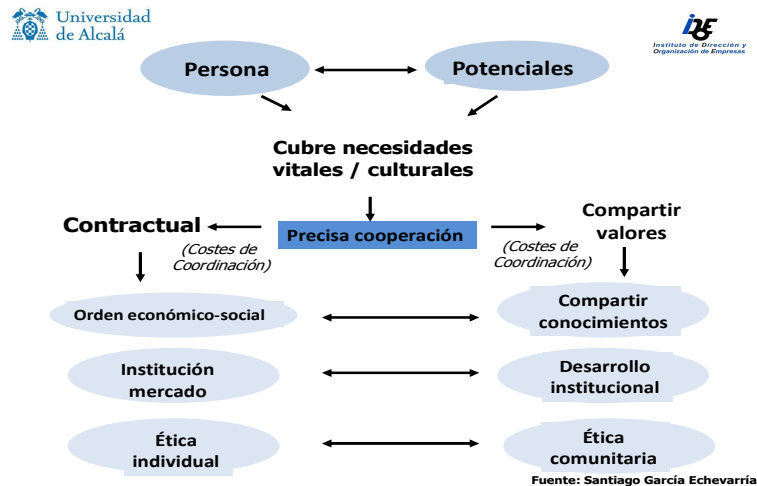 Universidad
de Alcalá
Instituto de Dirección y
Organización de Empresas
Persona
Potenciales
Cubre necesidades
vitales / culturales
Contractual
Precisa cooperación
Compartir
valores
(Costes de
Coordinación)
(Costes de
Coordinación)
Orden económico-social
Compartir
conocimientos
Institución
mercado
Desarrollo
institucional
Ética
individual
Ética
comunitaria
Fuente: Santiago García Echevarría